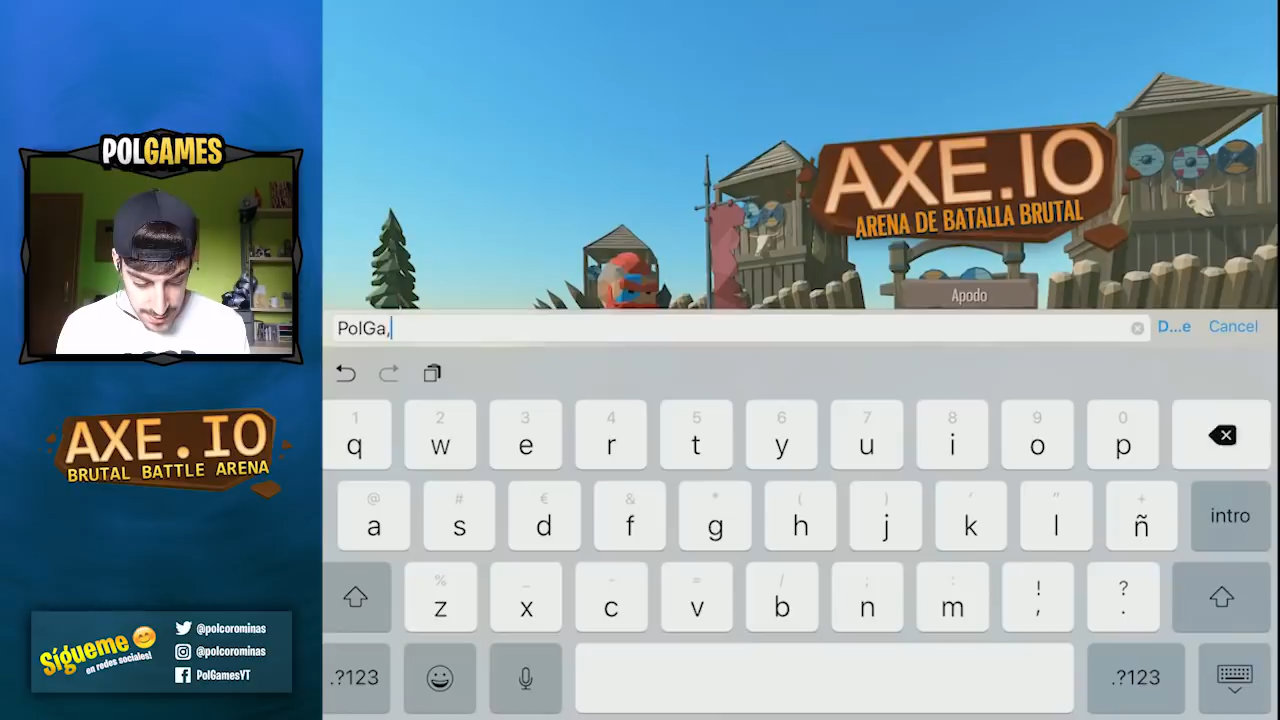 POLGAMES
AXE.IO
BRUTAL BATTLE ARENA
Sígueme
en redes sociales!
@polcorominas
@polcorominas
PolGamesYT
AXE.IO
ARENA DE BATALLA BRUTAL
Apodo
PolGa,
D...e Cancel
1 2 3 4 5 6 7 8 9 0
q w e r t y u i o p
@ # € & * ( ) ' " +
a s d f g h j k l ñ intro
% _ - = / ; : ! ?
z x c v b n m , .
.?123 .?123